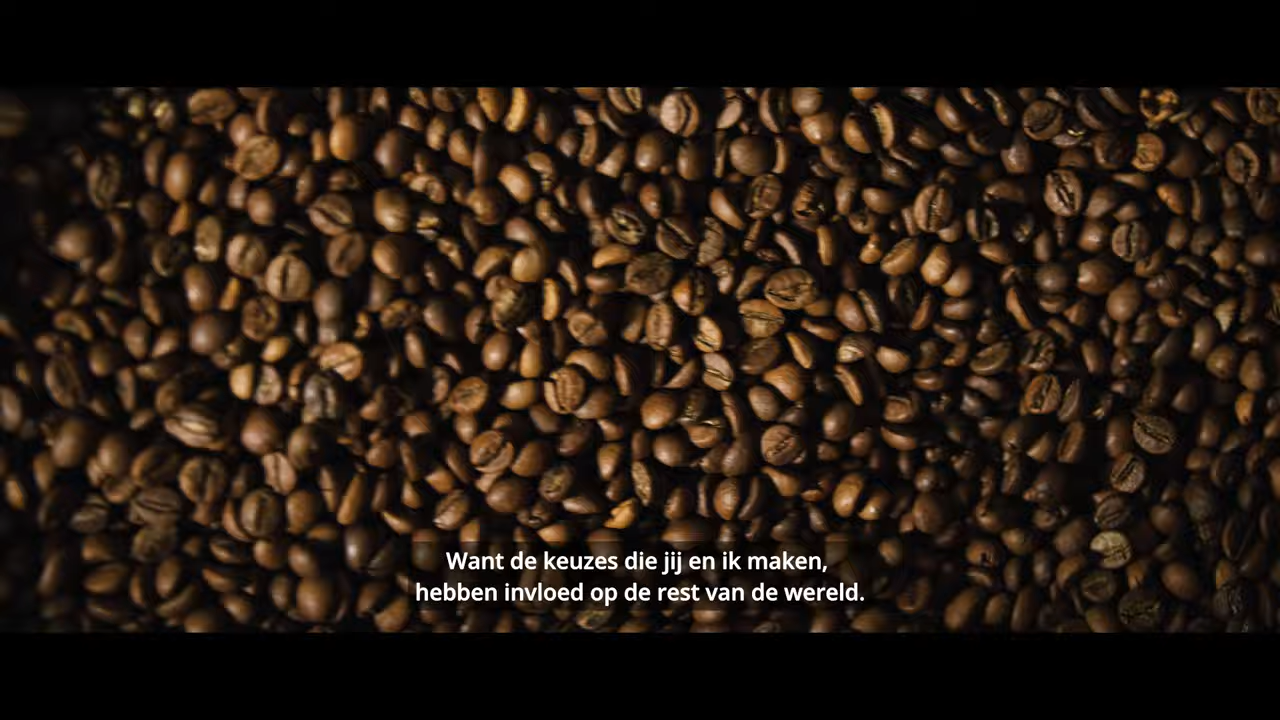 Want de keuzes die jij en ik maken,
hebben invloed op de rest van de wereld.